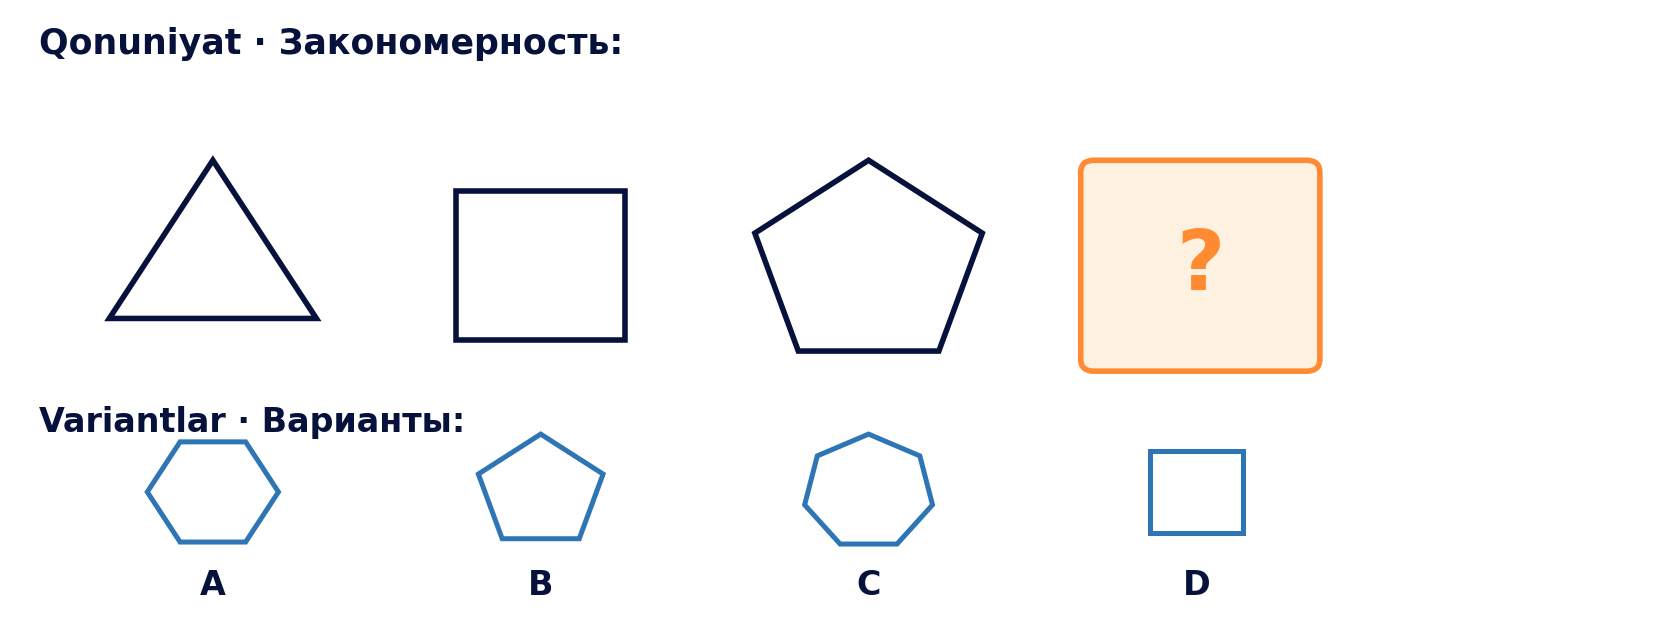 Qonuniyat · Закономерность:
?
Variantlar · Варианты:
A B C D